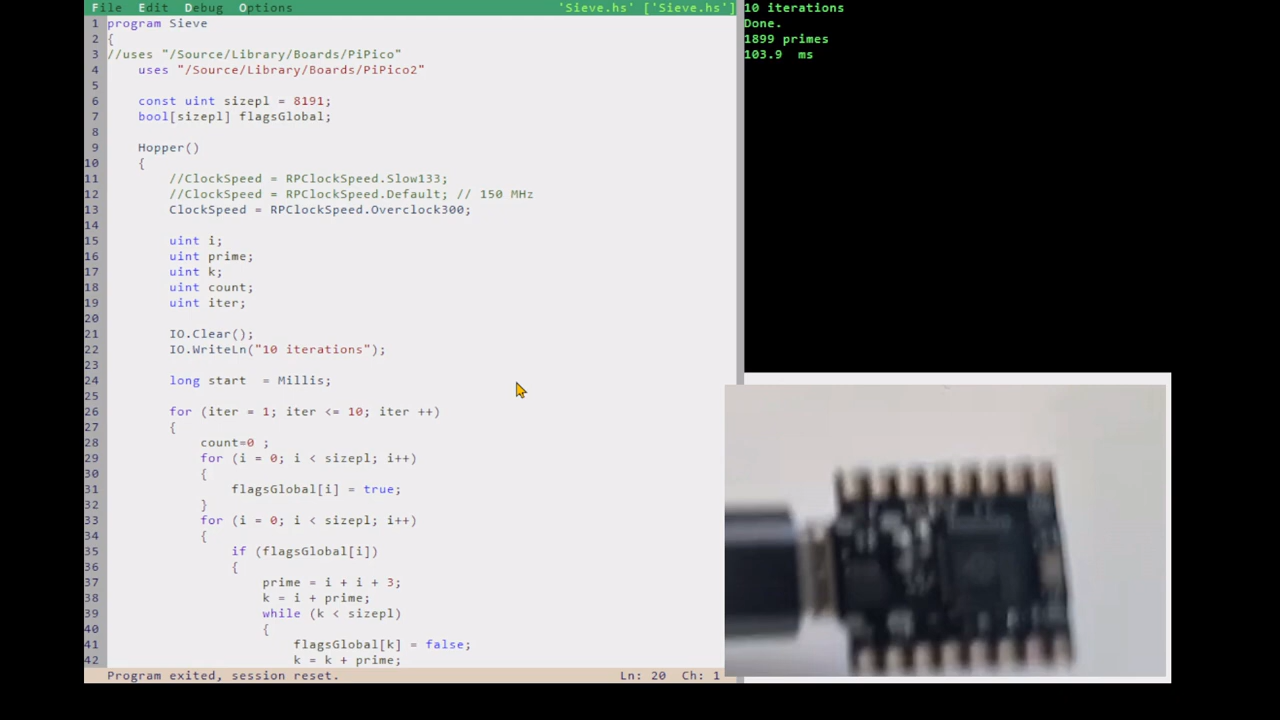 File Edit Debug Options 'Sieve.hs' ['Sieve.hs']
1 program Sieve
2 {
3 //uses "/Source/Library/Boards/PiPico"
4 uses "/Source/Library/Boards/PiPico2"
5
6 const uint sizepl = 8191;
7 bool[sizepl] flagsGlobal;
8
9 Hopper()
10 {
11 //ClockSpeed = RPClockSpeed.Slow133;
12 //ClockSpeed = RPClockSpeed.Default; // 150 MHz
13 ClockSpeed = RPClockSpeed.Overclock300;
14
15 uint i;
16 uint prime;
17 uint k;
18 uint count;
19 uint iter;
20
21 IO.Clear();
22 IO.WriteLn("10 iterations");
23
24 long start  = Millis;
25
26 for (iter = 1; iter <= 10; iter ++)
27 {
28 count=0 ;
29 for (i = 0; i < sizepl; i++)
30 {
31 flagsGlobal[i] = true;
32 }
33 for (i = 0; i < sizepl; i++)
34 {
35 if (flagsGlobal[i])
36 {
37 prime = i + i + 3;
38 k = i + prime;
39 while (k < sizepl)
40 {
41 flagsGlobal[k] = false;
42 k = k + prime;
Program exited, session reset. Ln: 20 Ch: 1
10 iterations
Done.
1899 primes
103.9  ms